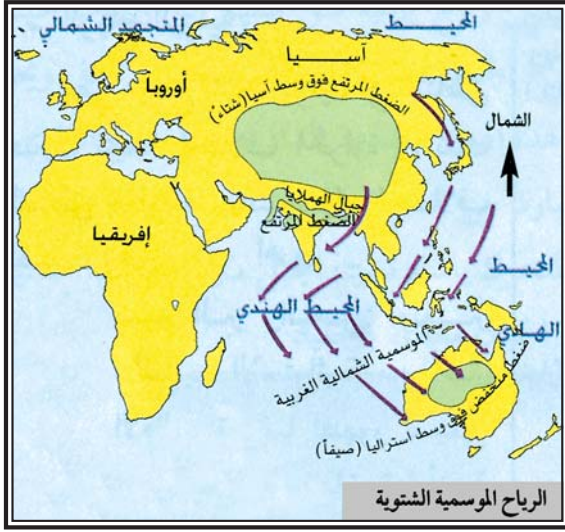 المحيط
المتجمد الشمالي
آسيا
أوروبا
الضغط المرتفع فوق وسط آسيا (شتاءً)
الشمال
جبال الهملايا
الضغط المرتفع
إفريقيا
المحيط
الهادي
المحيط الهندي
الموسمية الشمالية الغربية
منخفض فوق وسط استراليا (صيفاً)
الرياح الموسمية الشتوية